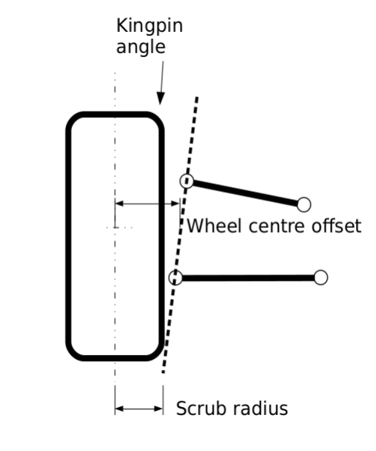 Kingpin
angle
Wheel centre offset
Scrub radius